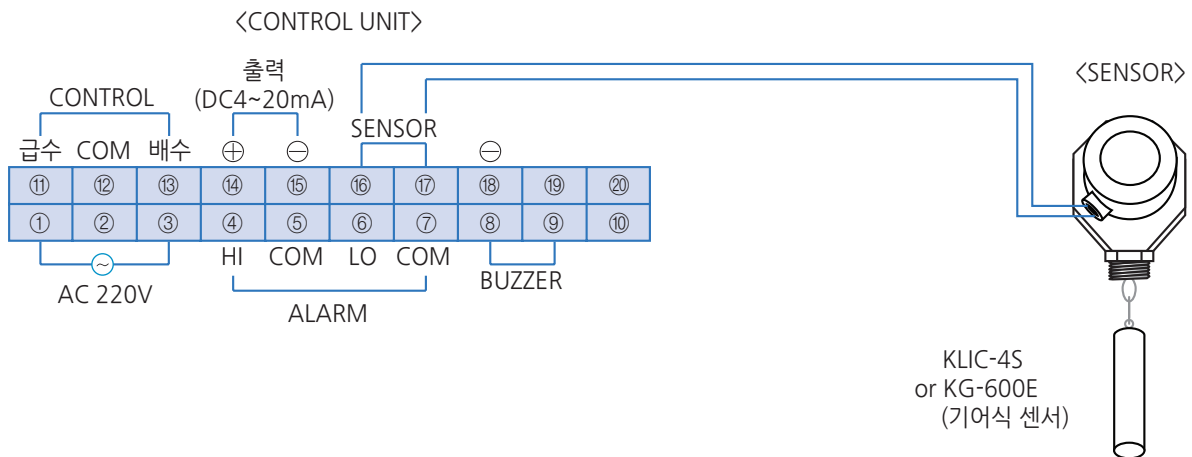 <CONTROL UNIT>
출력
(DC4~20mA)
<SENSOR>
CONTROL
SENSOR
급수 COM 배수 ⊕ ⊖ ⊖
⑪ ⑫ ⑬ ⑭ ⑮ ⑯ ⑰ ⑱ ⑲ ⑳
① ② ③ ④ ⑤ ⑥ ⑦ ⑧ ⑨ ⑩
HI COM LO COM
~
BUZZER
AC 220V
ALARM
KLIC-4S
or KG-600E
(기어식 센서)